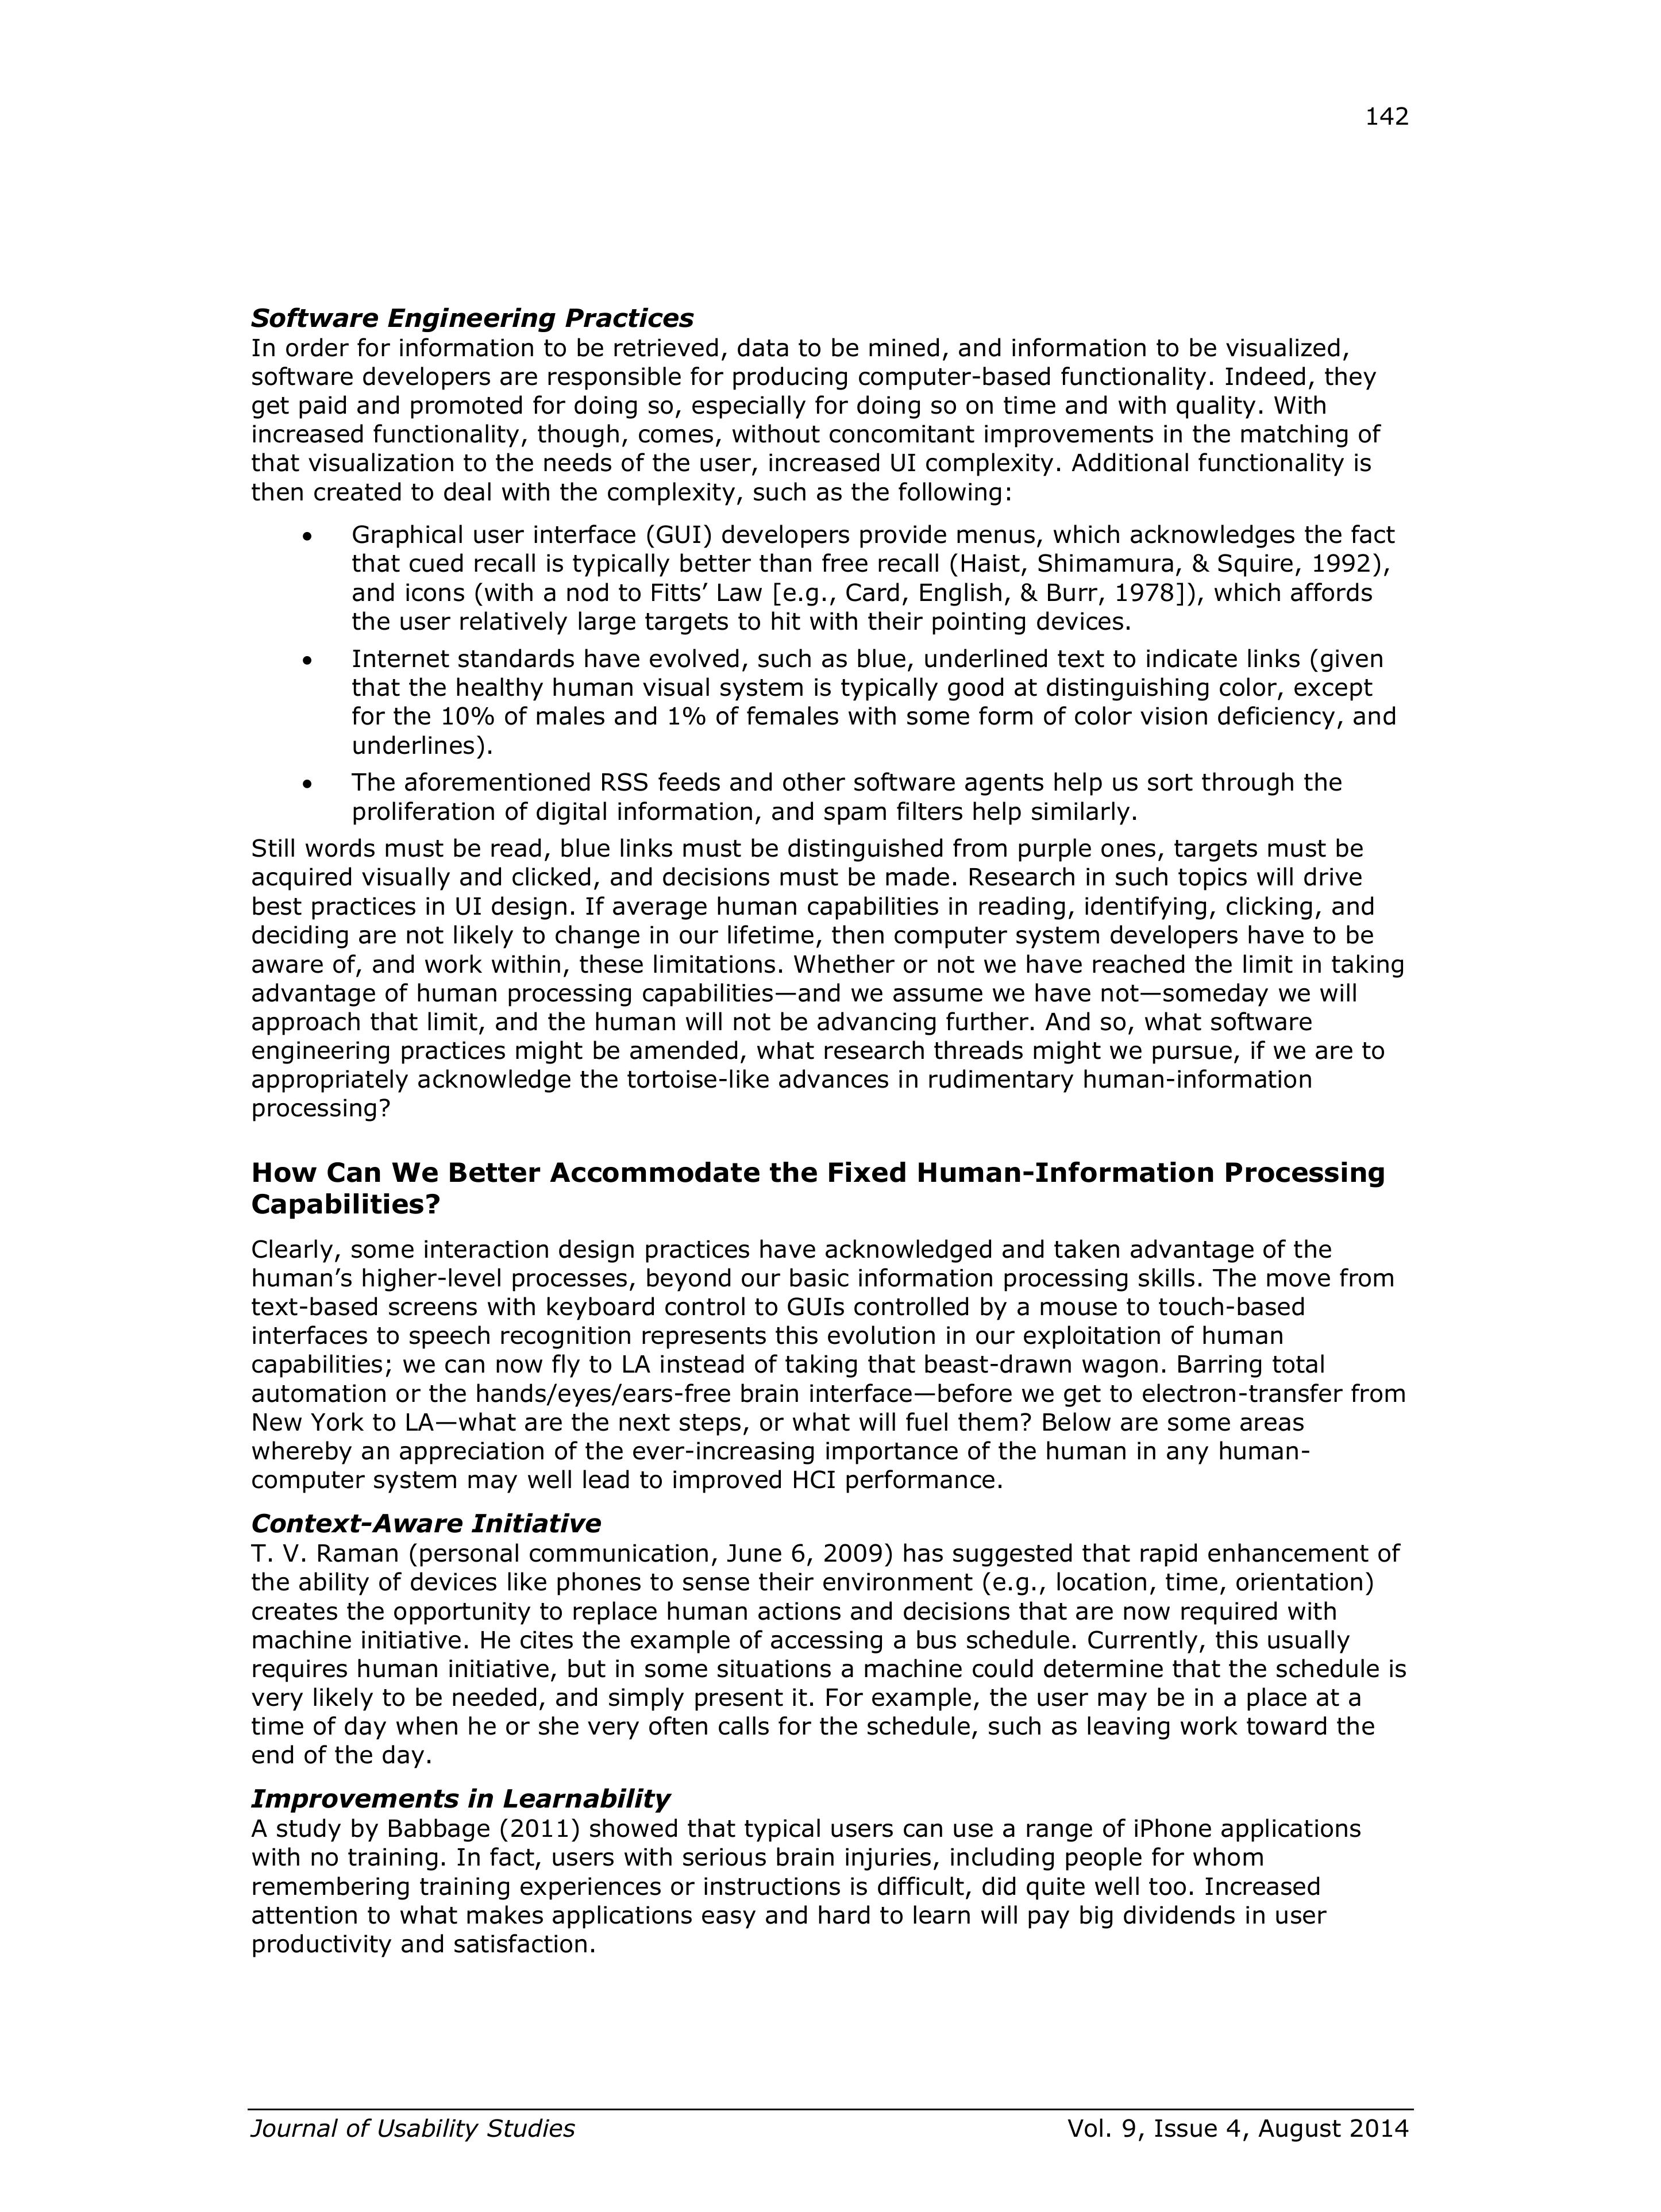 142
Software Engineering Practices
In order for information to be retrieved, data to be mined, and information to be visualized,
software developers are responsible for producing computer-based functionality. Indeed, they
get paid and promoted for doing so, especially for doing so on time and with quality. With
increased functionality, though, comes, without concomitant improvements in the matching of
that visualization to the needs of the user, increased UI complexity. Additional functionality is
then created to deal with the complexity, such as the following:
• Graphical user interface (GUI) developers provide menus, which acknowledges the fact
that cued recall is typically better than free recall (Haist, Shimamura, & Squire, 1992),
and icons (with a nod to Fitts’ Law [e.g., Card, English, & Burr, 1978]), which affords
the user relatively large targets to hit with their pointing devices.
• Internet standards have evolved, such as blue, underlined text to indicate links (given
that the healthy human visual system is typically good at distinguishing color, except
for the 10% of males and 1% of females with some form of color vision deficiency, and
underlines).
• The aforementioned RSS feeds and other software agents help us sort through the
proliferation of digital information, and spam filters help similarly.
Still words must be read, blue links must be distinguished from purple ones, targets must be
acquired visually and clicked, and decisions must be made. Research in such topics will drive
best practices in UI design. If average human capabilities in reading, identifying, clicking, and
deciding are not likely to change in our lifetime, then computer system developers have to be
aware of, and work within, these limitations. Whether or not we have reached the limit in taking
advantage of human processing capabilities—and we assume we have not—someday we will
approach that limit, and the human will not be advancing further. And so, what software
engineering practices might be amended, what research threads might we pursue, if we are to
appropriately acknowledge the tortoise-like advances in rudimentary human-information
processing?
How Can We Better Accommodate the Fixed Human-Information Processing
Capabilities?
Clearly, some interaction design practices have acknowledged and taken advantage of the
human’s higher-level processes, beyond our basic information processing skills. The move from
text-based screens with keyboard control to GUIs controlled by a mouse to touch-based
interfaces to speech recognition represents this evolution in our exploitation of human
capabilities; we can now fly to LA instead of taking that beast-drawn wagon. Barring total
automation or the hands/eyes/ears-free brain interface—before we get to electron-transfer from
New York to LA—what are the next steps, or what will fuel them? Below are some areas
whereby an appreciation of the ever-increasing importance of the human in any human-
computer system may well lead to improved HCI performance.
Context-Aware Initiative
T. V. Raman (personal communication, June 6, 2009) has suggested that rapid enhancement of
the ability of devices like phones to sense their environment (e.g., location, time, orientation)
creates the opportunity to replace human actions and decisions that are now required with
machine initiative. He cites the example of accessing a bus schedule. Currently, this usually
requires human initiative, but in some situations a machine could determine that the schedule is
very likely to be needed, and simply present it. For example, the user may be in a place at a
time of day when he or she very often calls for the schedule, such as leaving work toward the
end of the day.
Improvements in Learnability
A study by Babbage (2011) showed that typical users can use a range of iPhone applications
with no training. In fact, users with serious brain injuries, including people for whom
remembering training experiences or instructions is difficult, did quite well too. Increased
attention to what makes applications easy and hard to learn will pay big dividends in user
productivity and satisfaction.
Journal of Usability Studies
Vol. 9, Issue 4, August 2014